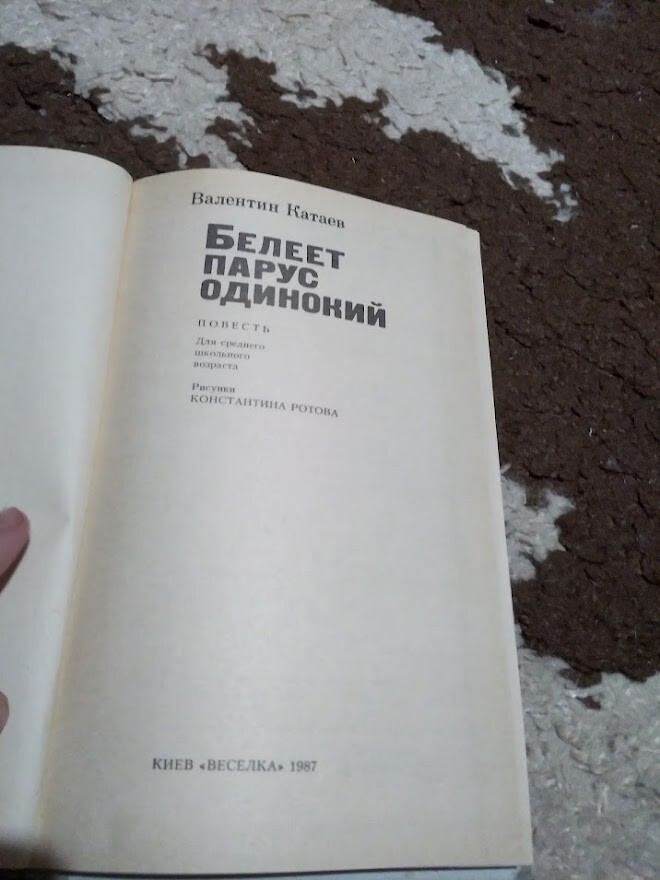 Валентин Катаев
БЕЛЕЕТ
ПАРУС
ОДИНОКИЙ
ПОВЕСТЬ
Для среднего
школьного
возраста
Рисунки
КОНСТАНТИНА РОТОВА
КИЕВ «ВЕСЕЛКА» 1987